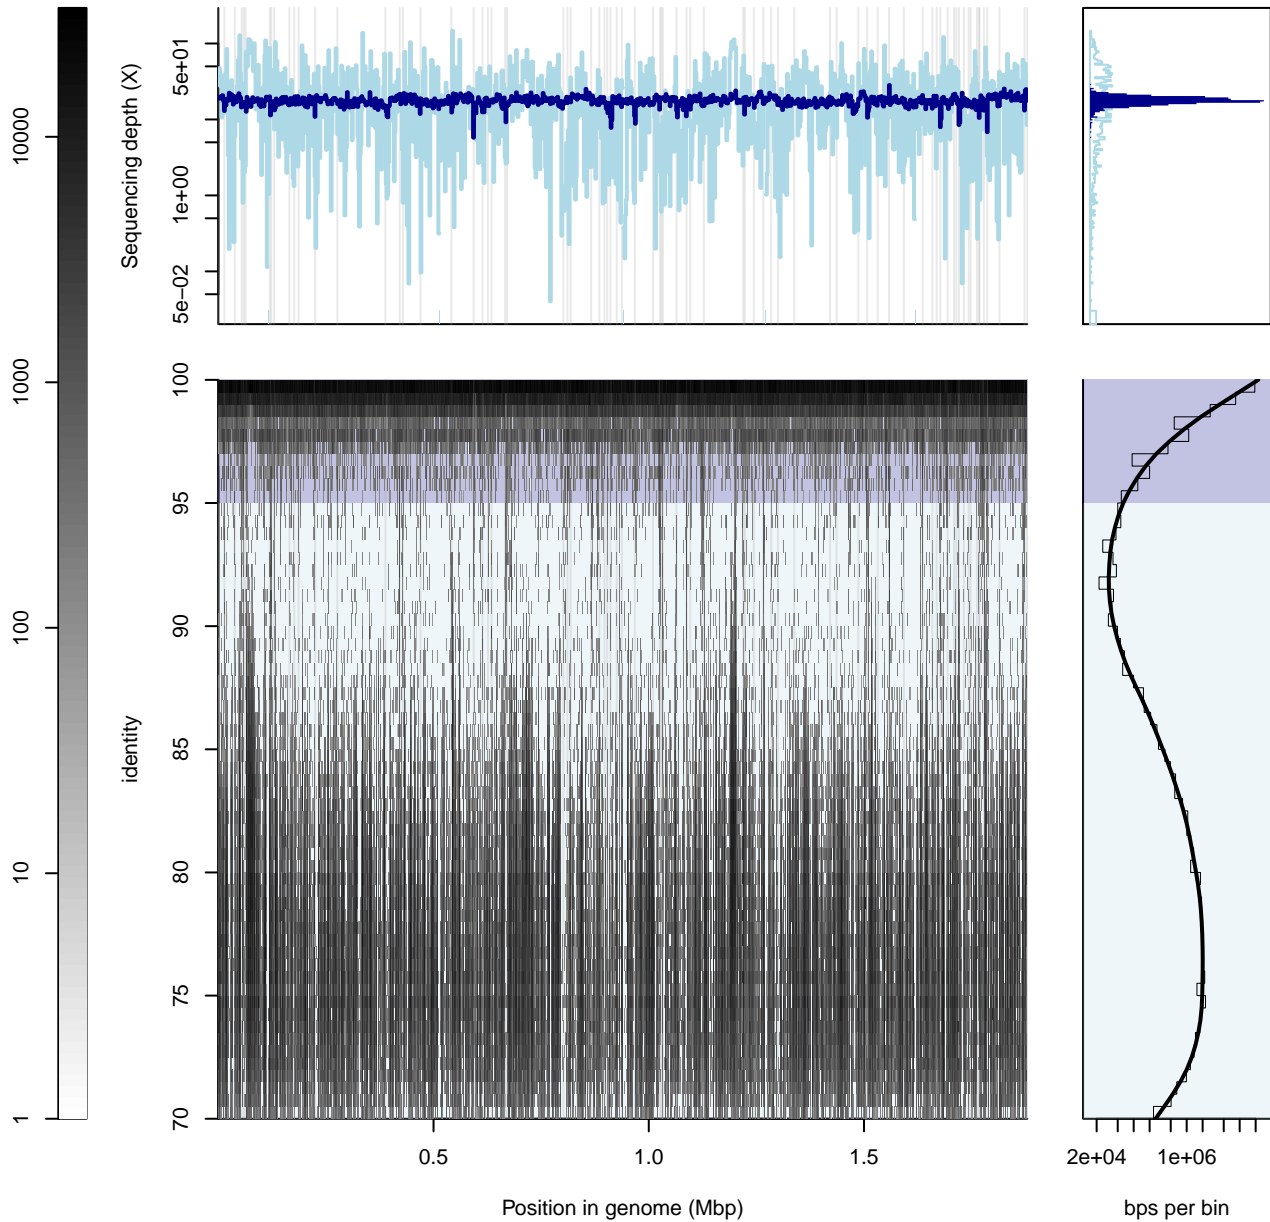 10000
1000
100
10
1
Sequencing depth (X)
5e+01
1e+00
5e-02
identity
100
95
90
85
80
75
70
0.5
1.0
1.5
Position in genome (Mbp)
2e+04
1e+06
bps per bin